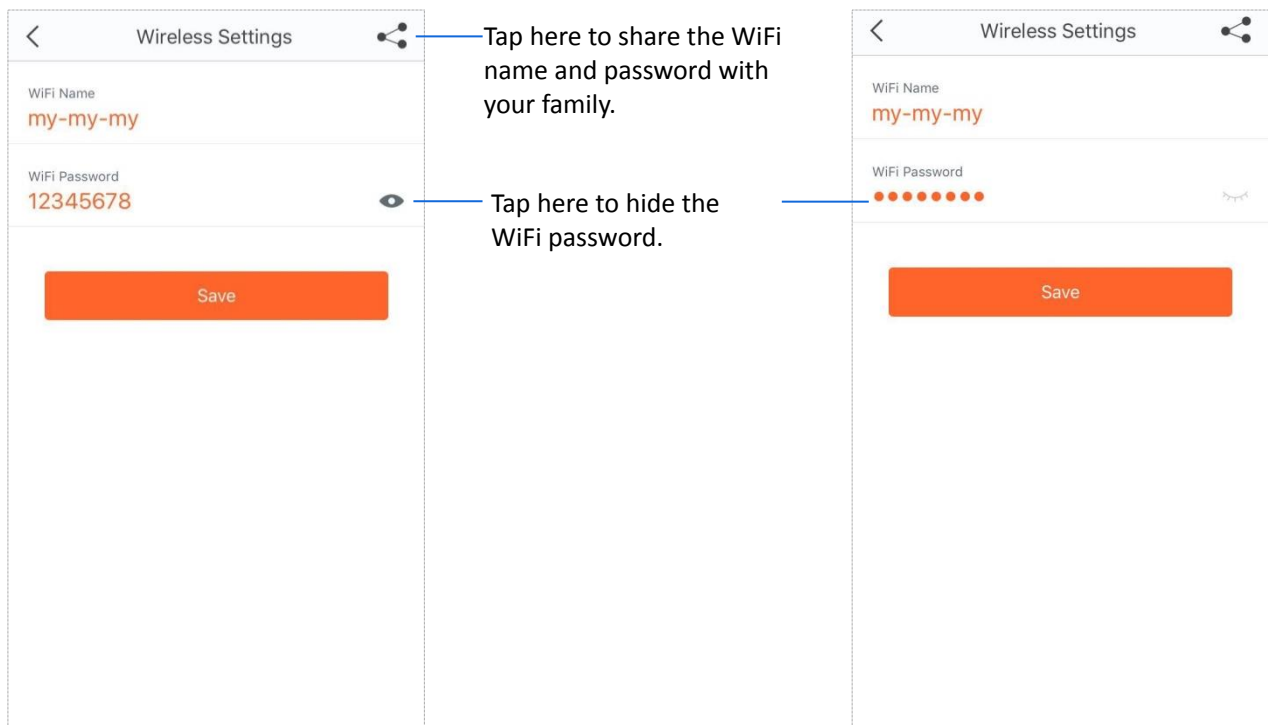 Wireless Settings
WiFi Name
my-my-my
WiFi Password
12345678
Save
Tap here to share the WiFi
name and password with
your family.
Tap here to hide the
WiFi password.
Wireless Settings
WiFi Name
my-my-my
WiFi Password
••••••••
Save